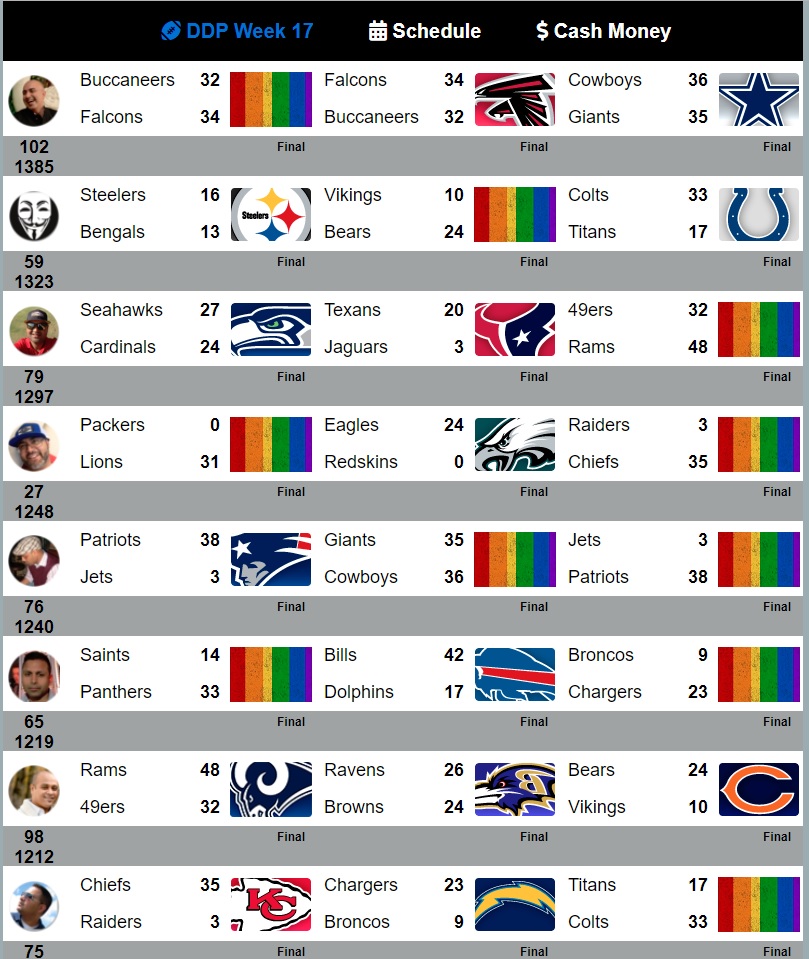 DDP Week 17 Schedule Cash Money
Buccaneers 32 Falcons 34 Cowboys 36
Falcons 34 Buccaneers 32 Giants 35
102 Final Final Final
1385
Steelers 16 Steelers Vikings 10 Colts 33
Bengals 13 Bears 24 Titans 17
59 Final Final Final
1323
Seahawks 27 Texans 20 49ers 32
Cardinals 24 Jaguars 3 Rams 48
79 Final Final Final
1297
Packers 0 Eagles 24 Raiders 3
Lions 31 Redskins 0 Chiefs 35
27 Final Final Final
1248
Patriots 38 Giants 35 Jets 3
Jets 3 Cowboys 36 Patriots 38
76 Final Final Final
1240
Saints 14 Bills 42 Broncos 9
Panthers 33 Dolphins 17 Chargers 23
65 Final Final Final
1219
Rams 48 Ravens 26 B Bears 24
49ers 32 Browns 24 Vikings 10
98 Final Final Final
1212
Chiefs 35 KC Chargers 23 Titans 17
Raiders 3 Broncos 9 Colts 33
75 Final Final Final